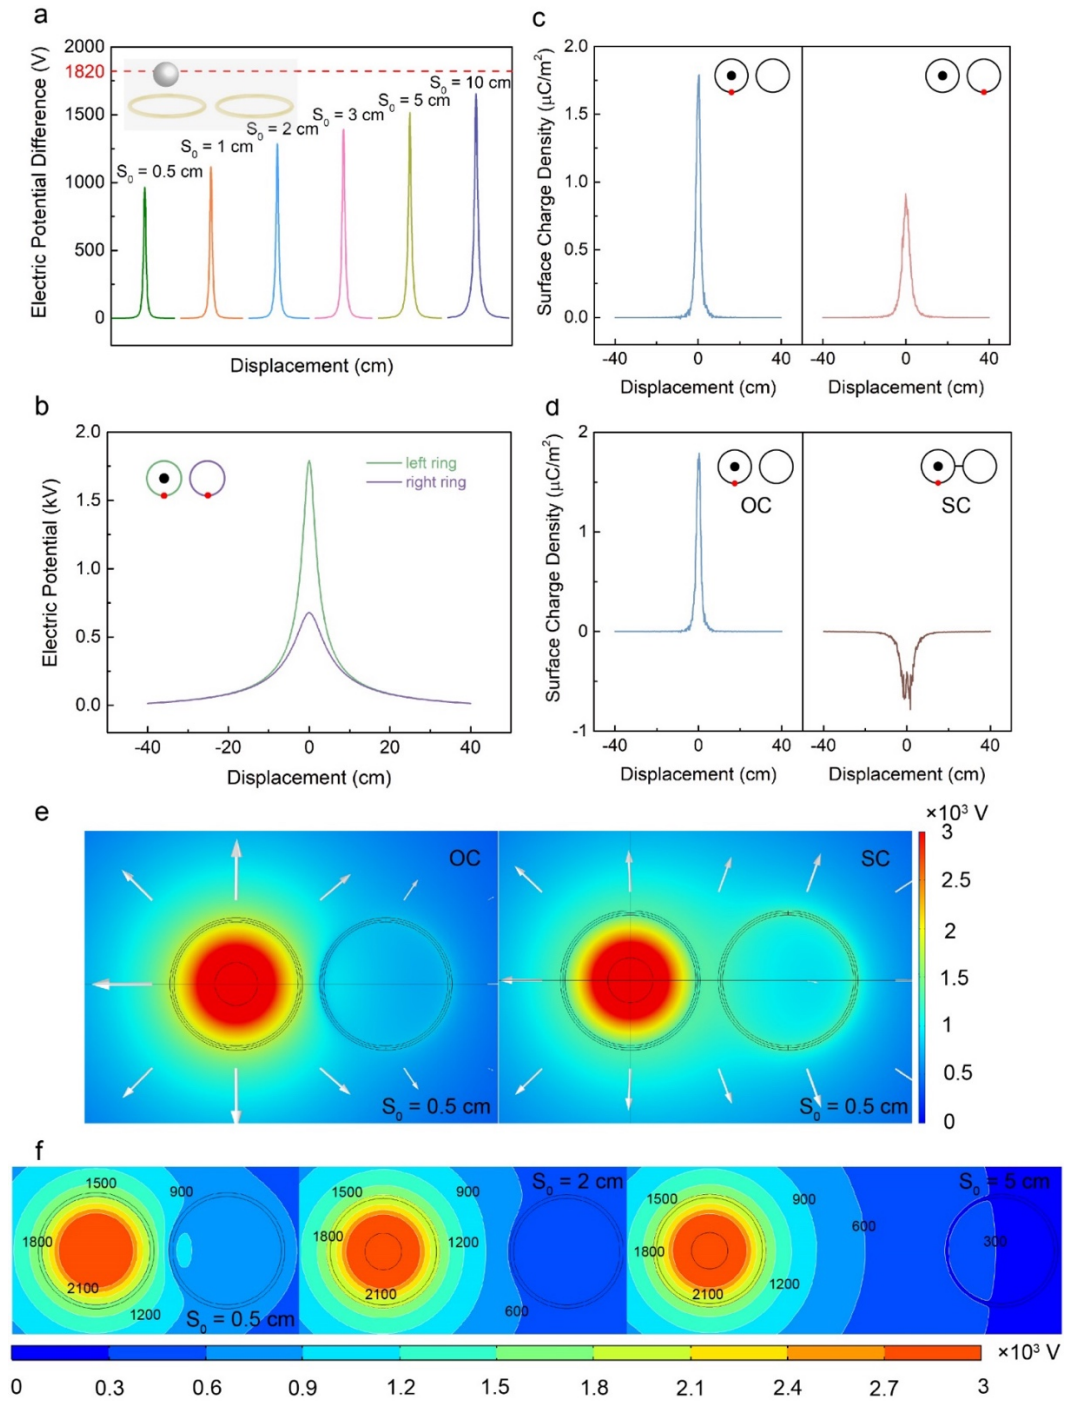 a
Electric Potential Difference (V)
2000
1820
1500
1000
500
0
S0 = 0.5 cm
S0 = 1 cm
S0 = 2 cm
S0 = 3 cm
S0 = 5 cm
S0 = 10 cm
Displacement (cm)
b
Electric Potential (kV)
2.0
1.5
1.0
0.5
0.0
left ring
right ring
-40 -20 0 20 40
Displacement (cm)
c
Surface Charge Density (μC/m²)
2.0
1.5
1.0
0.5
0.0
-40 0 40 -40 0 40
Displacement (cm) Displacement (cm)
d
Surface Charge Density (μC/m²)
2
1
0
-1
OC SC
-40 0 40 -40 0 40
Displacement (cm) Displacement (cm)
e
OC
S0 = 0.5 cm
SC
S0 = 0.5 cm
×10³ V
3
2.5
2
1.5
1
0.5
0
f
1500
900
1800
2100
1200
S0 = 0.5 cm
1500
900
S0 = 2 cm
1800
1200
2100
600
1500
900
S0 = 5 cm
600
300
1800
1200
2100
×10³ V
0 0.3 0.6 0.9 1.2 1.5 1.8 2.1 2.4 2.7 3